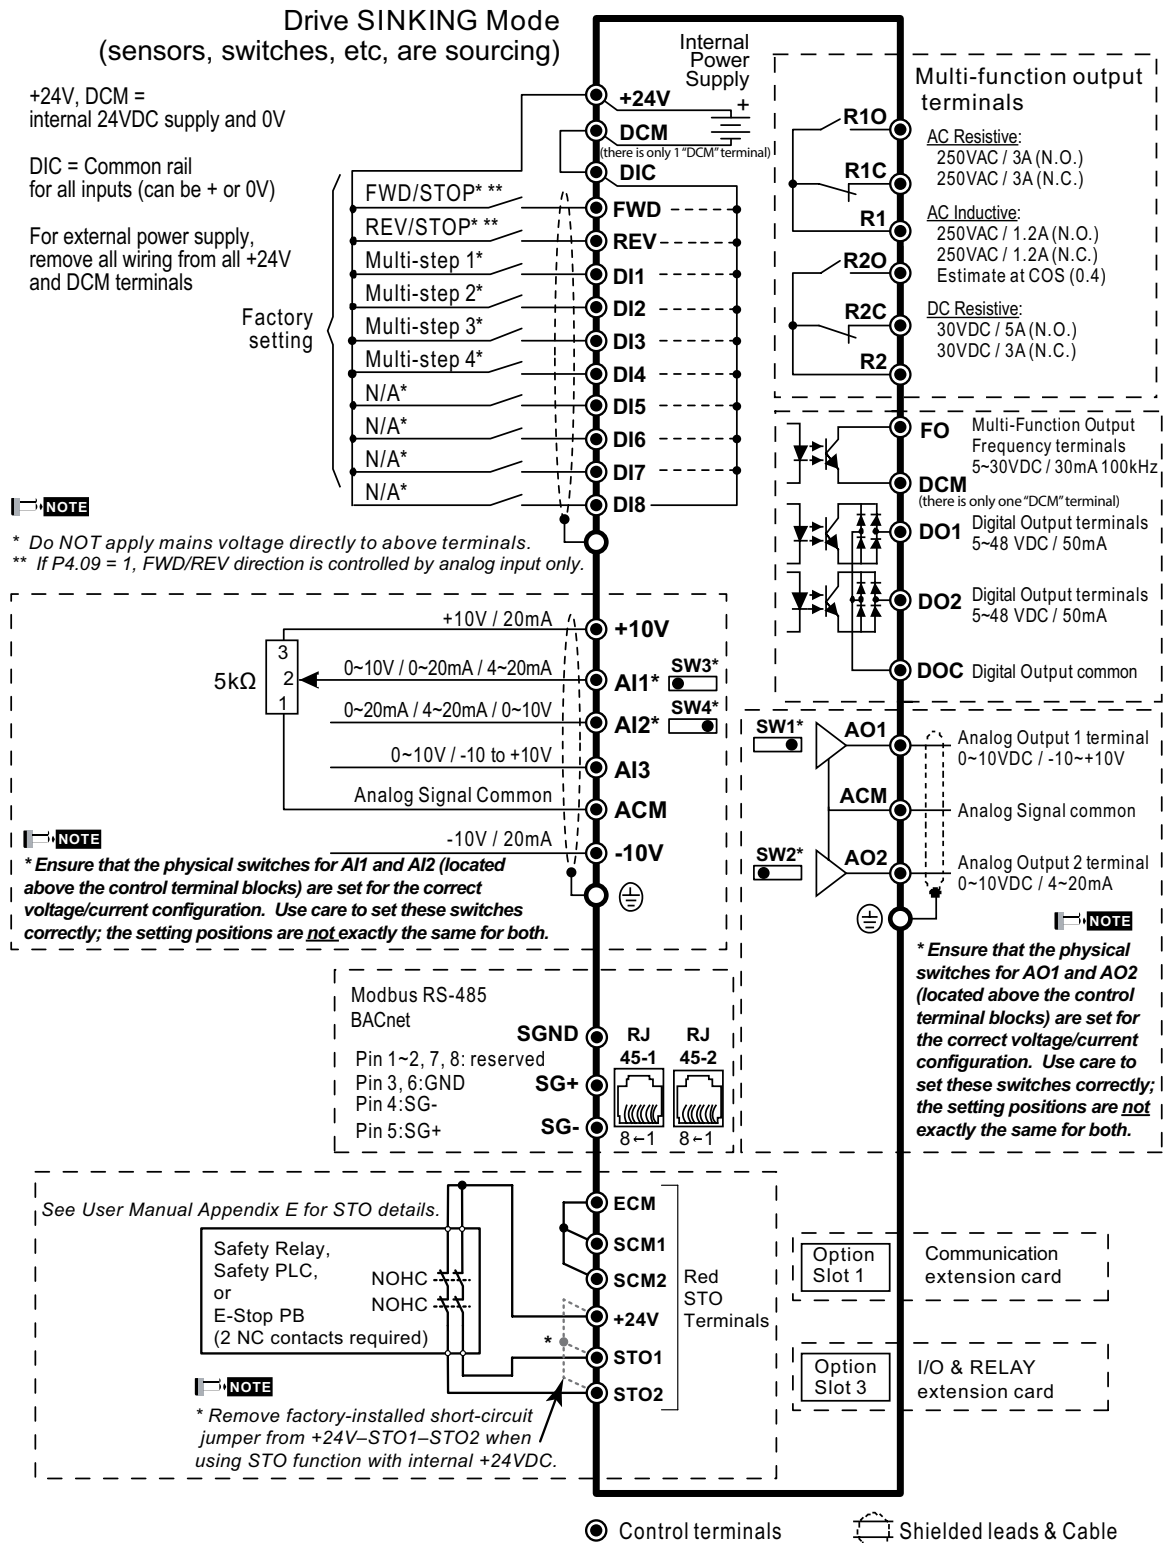 Drive SINKING Mode
(sensors, switches, etc, are sourcing)
+24V, DCM =
internal 24VDC supply and 0V
DIC = Common rail
for all inputs (can be + or 0V)
For external power supply,
remove all wiring from all +24V
and DCM terminals
Internal
Power
Supply
+
+24V
DCM
(there is only 1 "DCM" terminal)
DIC
Factory
setting
FWD/STOP* **
FWD
REV/STOP* **
REV
Multi-step 1*
DI1
Multi-step 2*
DI2
Multi-step 3*
DI3
Multi-step 4*
DI4
N/A*
DI5
N/A*
DI6
N/A*
DI7
N/A*
DI8
NOTE
* Do NOT apply mains voltage directly to above terminals.
** If P4.09 = 1, FWD/REV direction is controlled by analog input only.
Multi-function output
terminals
R1O
R1C
R1
R2O
R2C
R2
AC Resistive:
250VAC / 3A (N.O.)
250VAC / 3A (N.C.)
AC Inductive:
250VAC / 1.2A (N.O.)
250VAC / 1.2A (N.C.)
Estimate at COS (0.4)
DC Resistive:
30VDC / 5A (N.O.)
30VDC / 3A (N.C.)
FO
Multi-Function Output
Frequency terminals
5~30VDC / 30mA 100kHz
DCM
(there is only one "DCM" terminal)
DO1
Digital Output terminals
5~48 VDC / 50mA
DO2
Digital Output terminals
5~48 VDC / 50mA
DOC Digital Output common
5kΩ
3
2
1
+10V / 20mA
+10V
0~10V / 0~20mA / 4~20mA
AI1*
SW3*
0~20mA / 4~20mA / 0~10V
AI2*
SW4*
0~10V / -10 to +10V
AI3
Analog Signal Common
ACM
-10V / 20mA
-10V
NOTE
* Ensure that the physical switches for AI1 and AI2 (located
above the control terminal blocks) are set for the correct
voltage/current configuration. Use care to set these switches
correctly; the setting positions are not exactly the same for both.
SW1*
AO1
Analog Output 1 terminal
0~10VDC / -10~+10V
ACM
Analog Signal common
SW2*
AO2
Analog Output 2 terminal
0~10VDC / 4~20mA
NOTE
* Ensure that the physical
switches for AO1 and AO2
(located above the control
terminal blocks) are set for
the correct voltage/current
configuration. Use care to
set these switches correctly;
the setting positions are not
exactly the same for both.
Modbus RS-485
BACnet
Pin 1~2, 7, 8: reserved
Pin 3, 6:GND
Pin 4:SG-
Pin 5:SG+
SGND
SG+
SG-
RJ
45-1
RJ
45-2
8←1
8←1
See User Manual Appendix E for STO details.
Safety Relay,
Safety PLC,
or
E-Stop PB
(2 NC contacts required)
NOHC
NOHC
ECM
SCM1
SCM2
+24V
STO1
STO2
*
Red
STO
Terminals
NOTE
* Remove factory-installed short-circuit
jumper from +24V–STO1–STO2 when
using STO function with internal +24VDC.
Option
Slot 1
Communication
extension card
Option
Slot 3
I/O & RELAY
extension card
Control terminals
Shielded leads & Cable